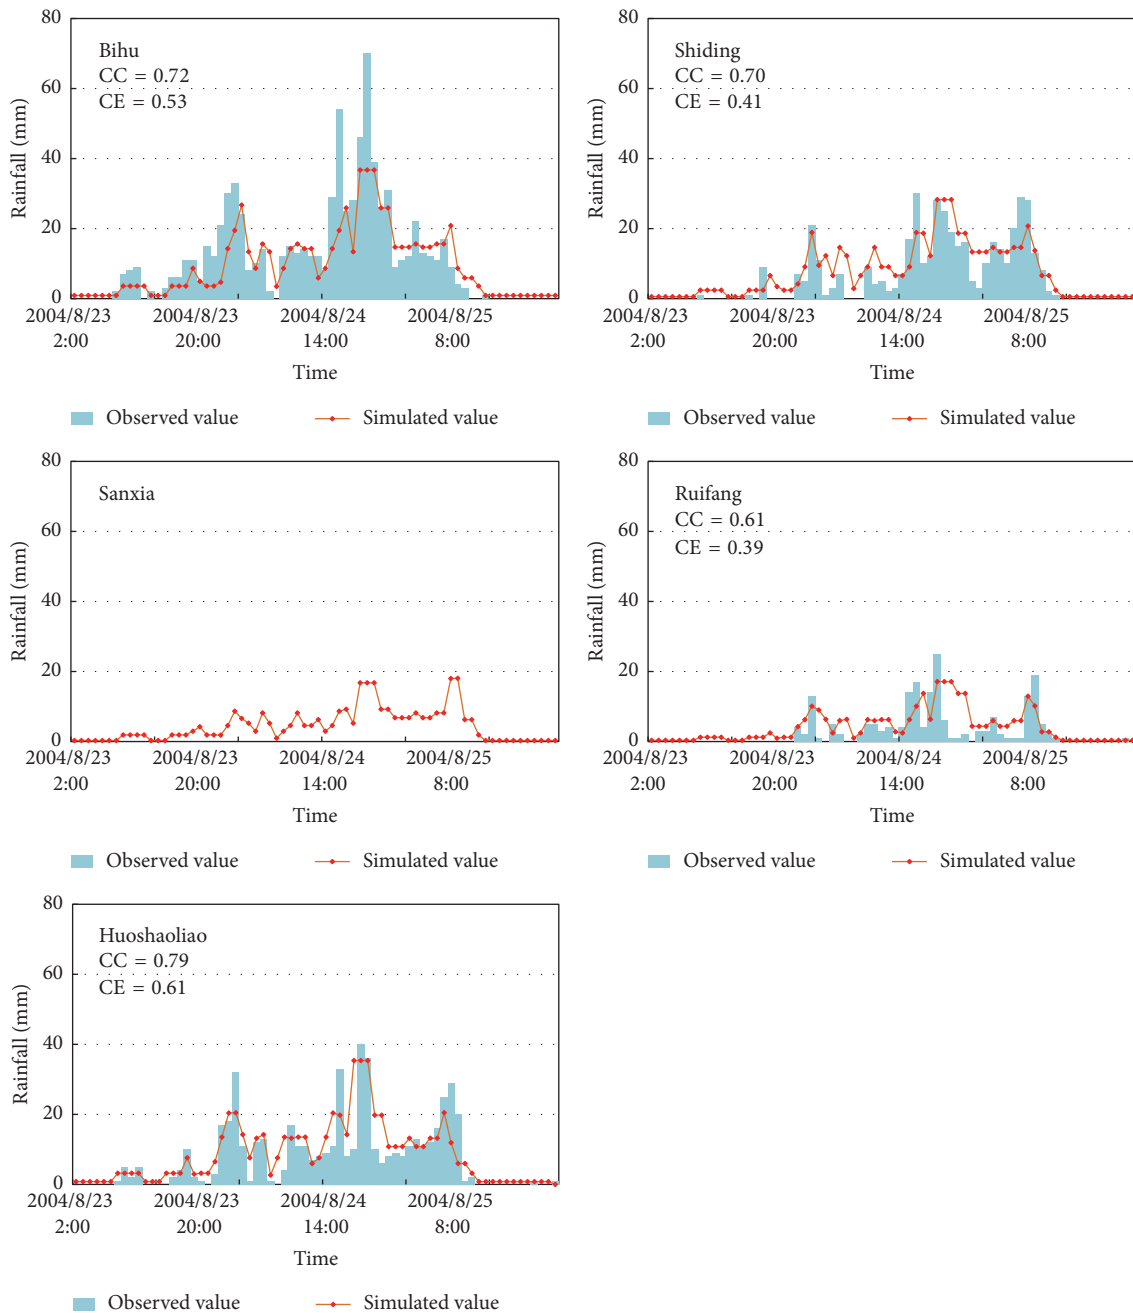 80
60
40
20
0
Rainfall (mm)
Bihu
CC = 0.72
CE = 0.53
2004/8/23
2:00
2004/8/23
20:00
2004/8/24
14:00
2004/8/25
8:00
Time
Observed value
Simulated value
80
60
40
20
0
Rainfall (mm)
Shiding
CC = 0.70
CE = 0.41
2004/8/23
2:00
2004/8/23
20:00
2004/8/24
14:00
2004/8/25
8:00
Time
Observed value
Simulated value
80
60
40
20
0
Rainfall (mm)
Sanxia
2004/8/23
2:00
2004/8/23
20:00
2004/8/24
14:00
2004/8/25
8:00
Time
Observed value
Simulated value
80
60
40
20
0
Rainfall (mm)
Ruifang
CC = 0.61
CE = 0.39
2004/8/23
2:00
2004/8/23
20:00
2004/8/24
14:00
2004/8/25
8:00
Time
Observed value
Simulated value
80
60
40
20
0
Rainfall (mm)
Huoshaoliao
CC = 0.79
CE = 0.61
2004/8/23
2:00
2004/8/23
20:00
2004/8/24
14:00
2004/8/25
8:00
Time
Observed value
Simulated value